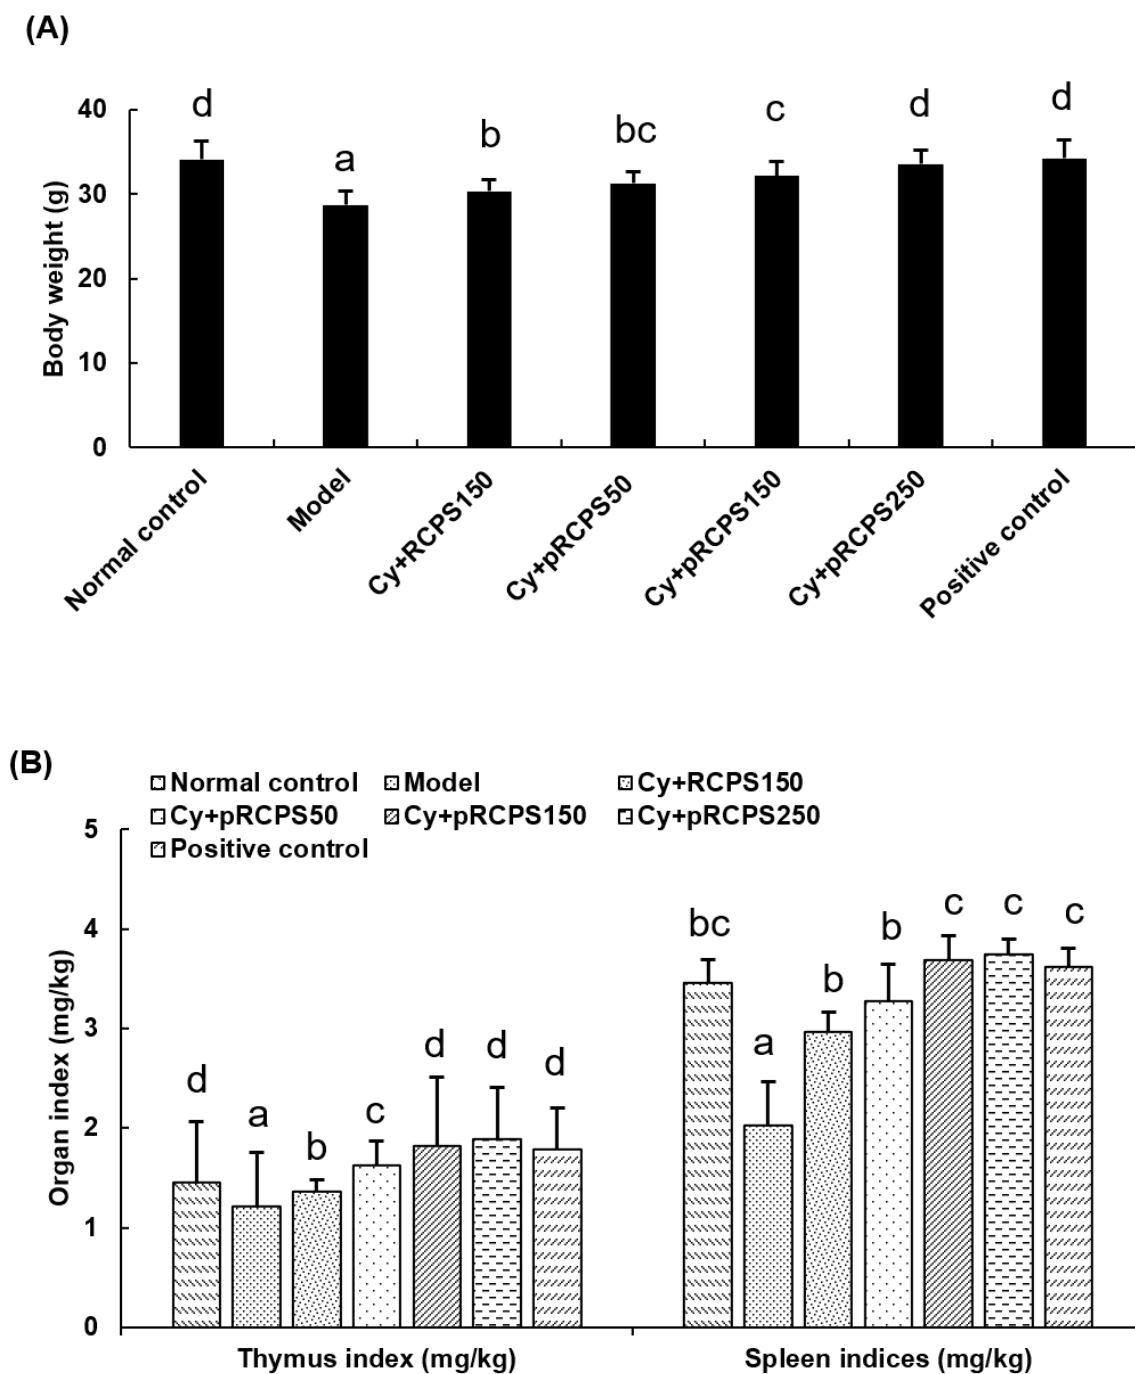 (A)
40
30
20
10
0
Body weight (g)
d
a
b
bc
c
d
d
Normal control
Model
Cy+RCPS150
Cy+pRCPS50
Cy+pRCPS150
Cy+pRCPS250
Positive control
(B)
Normal control Model Cy+RCPS150
Cy+pRCPS50 Cy+pRCPS150 Cy+pRCPS250
Positive control
5
4
3
2
1
0
Organ index (mg/kg)
d
a
b
c
d
d
d
bc
a
b
b
c
c
c
Thymus index (mg/kg)
Spleen indices (mg/kg)